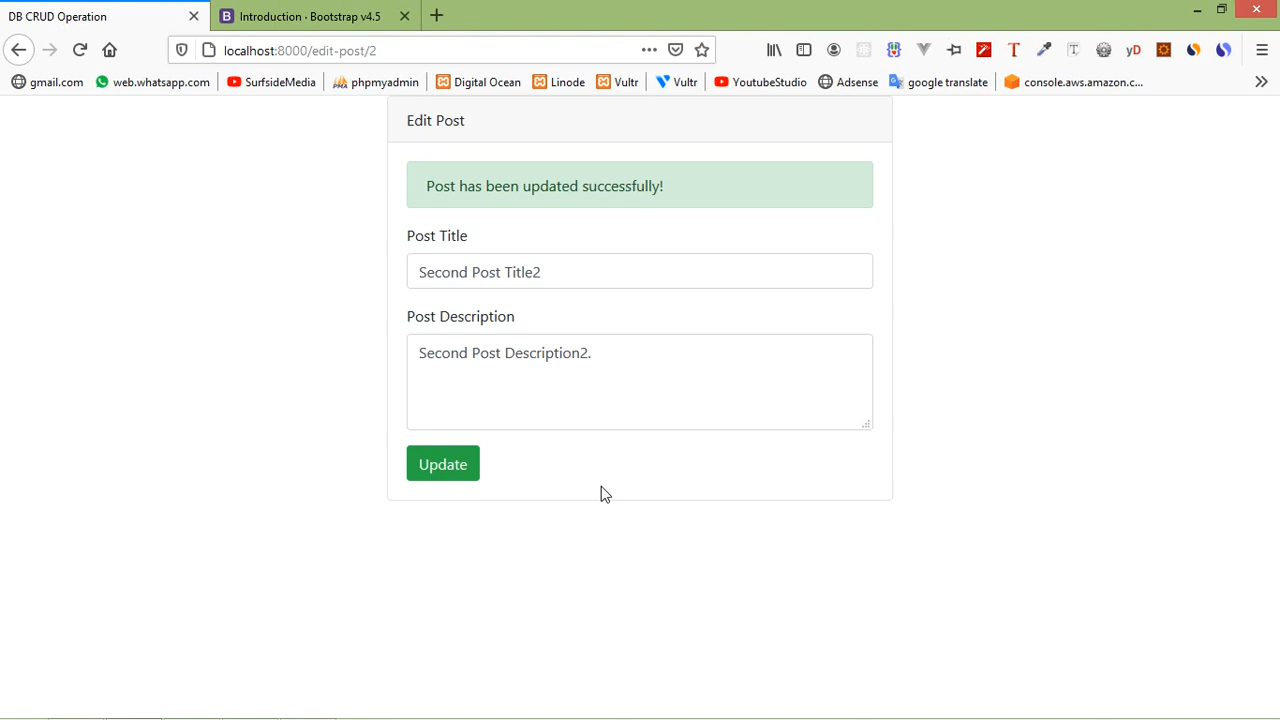 DB CRUD Operation
Introduction · Bootstrap v4.5
localhost:8000/edit-post/2
gmail.com web.whatsapp.com SurfsideMedia phpmyadmin Digital Ocean Linode Vultr Vultr YoutubeStudio Adsense google translate console.aws.amazon.c...
Edit Post
Post has been updated successfully!
Post Title
Second Post Title2
Post Description
Second Post Description2.
Update